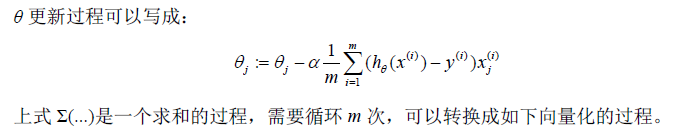 θ 更新过程可以写成：
θ_j := θ_j − α \frac{1}{m} \sum_{i=1}^{m} (h_θ(x^{(i)}) − y^{(i)}) x_j^{(i)}
上式 Σ(...)是一个求和的过程，需要循环 m 次，可以转换成如下向量化的过程。